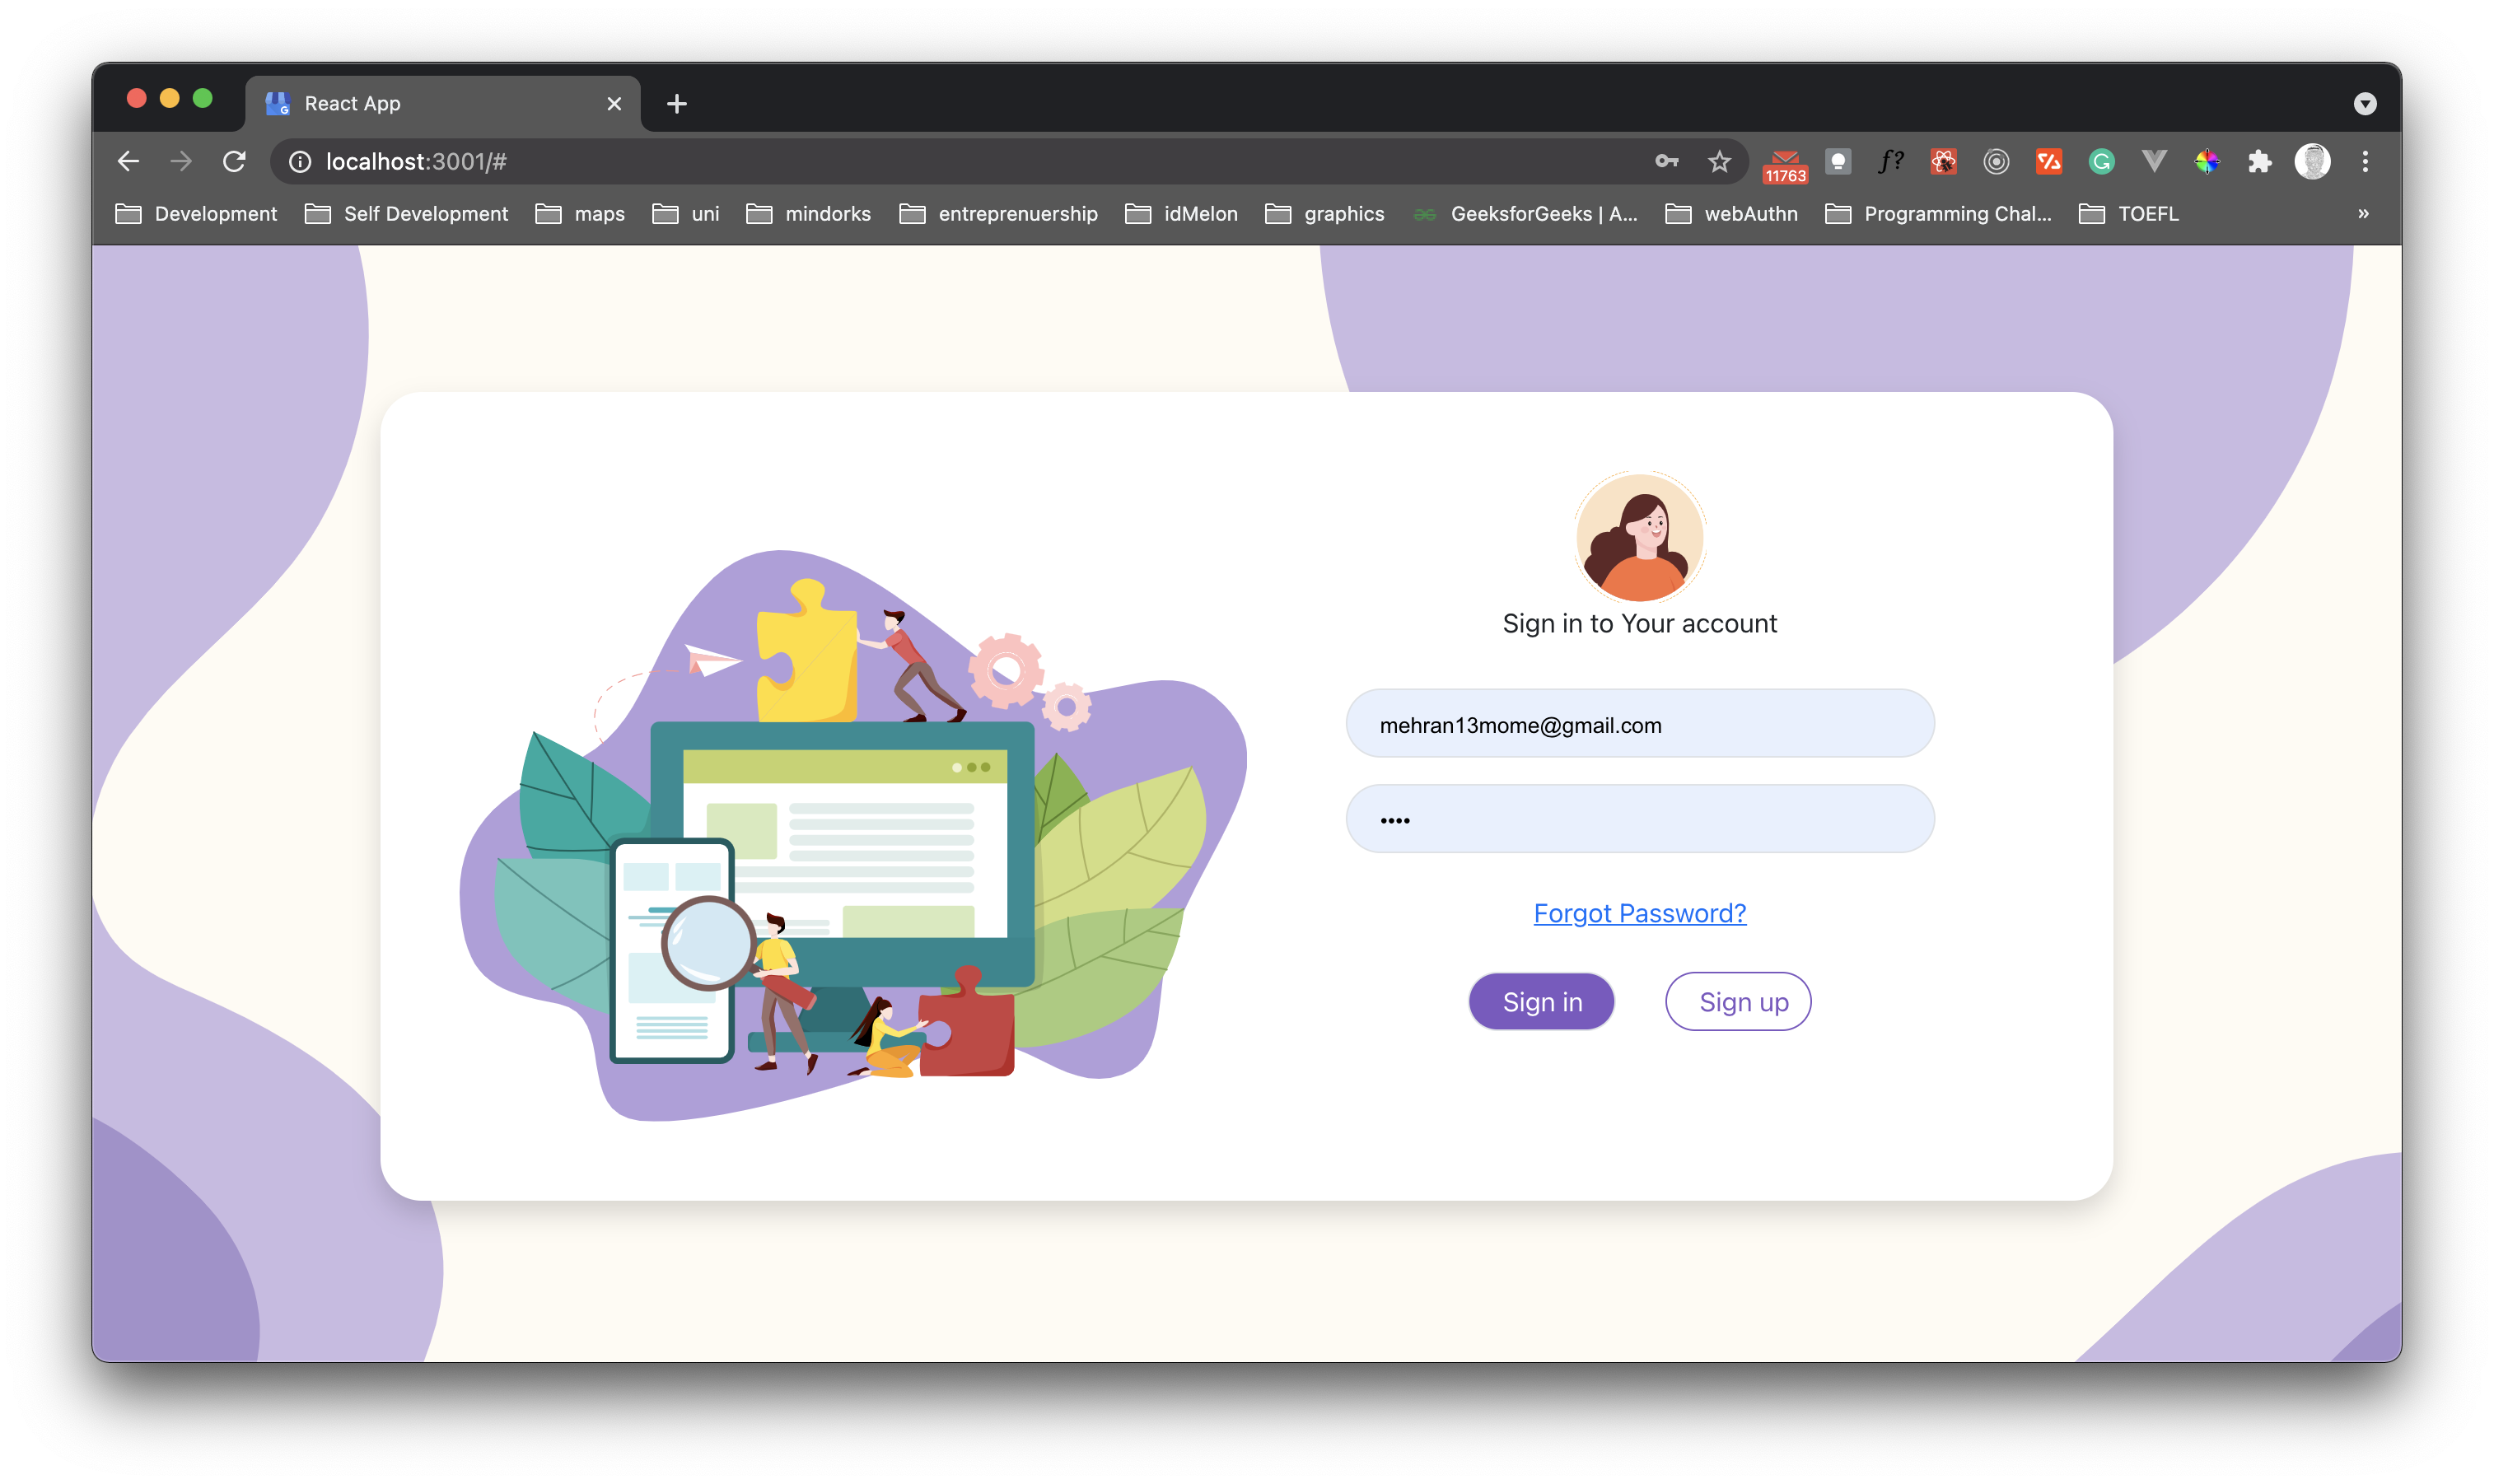 React App
localhost:3001/#
f?
11763
Development Self Development maps uni mindorks entreprenuership idMelon graphics GeeksforGeeks | A... webAuthn Programming Chal... TOEFL »
Sign in to Your account
mehran13mome@gmail.com
••••
Forgot Password?
Sign in Sign up